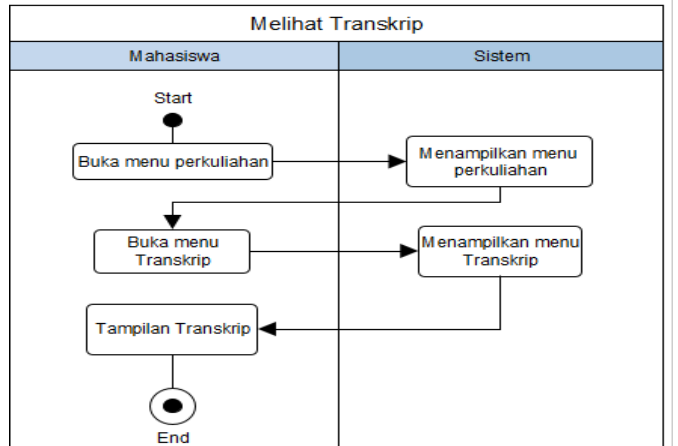 Melihat Transkrip
Mahasiswa
Sistem
Start
Buka menu perkuliahan
Menampilkan menu
perkuliahan
Buka menu
Transkrip
Menampilkan menu
Transkrip
Tampilan Transkrip
End